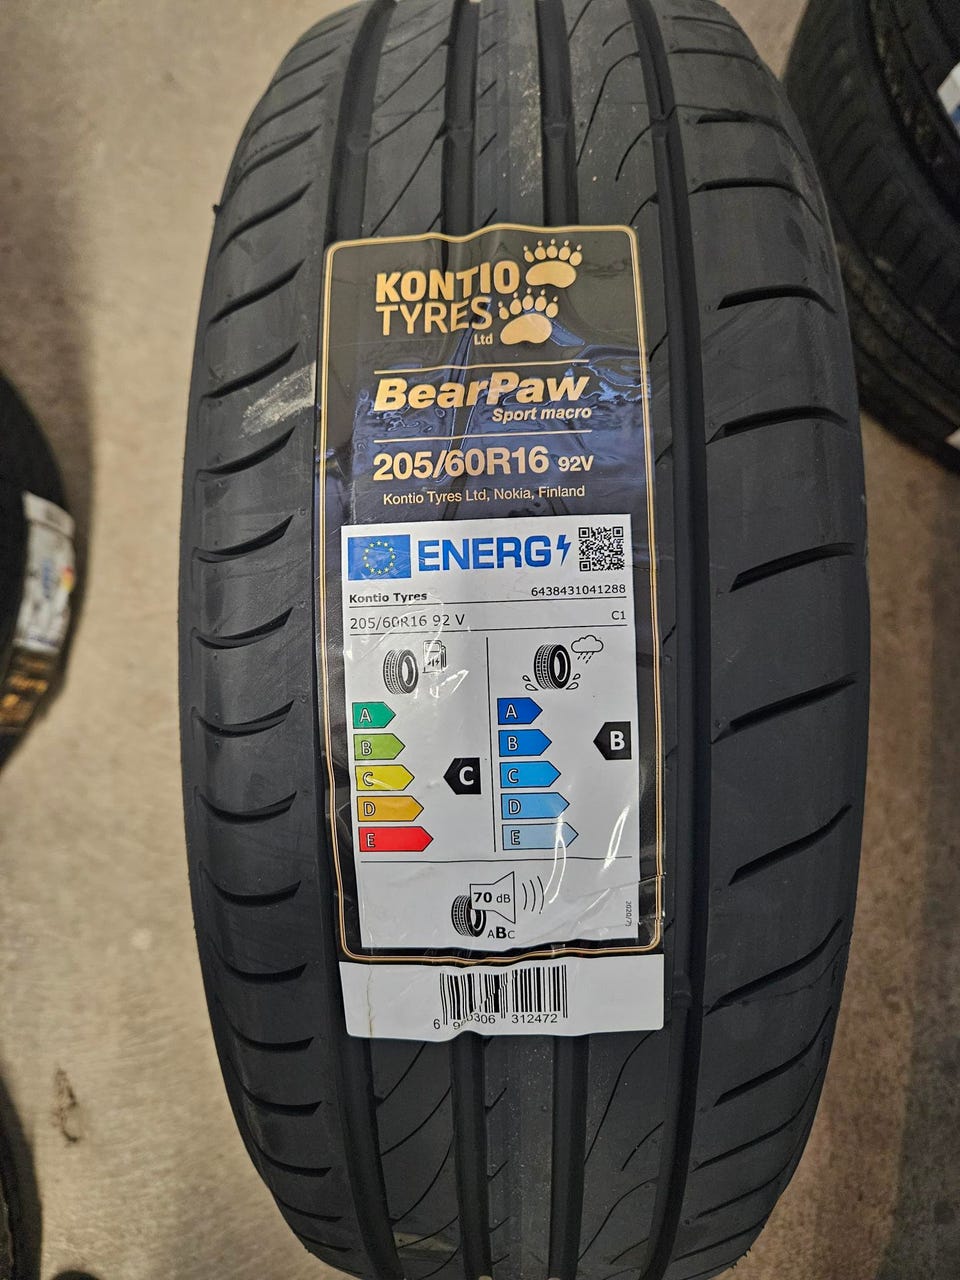 KONTIO
TYRES
Ltd
BearPaw
Sport macro
205/60R16 92V
Kontio Tyres Ltd, Nokia, Finland
ENERG
Kontio Tyres 6438431041288
205/60R16 92 V C1
A A
B B B
C C C
D D
E E
70 dB
ABC
312472